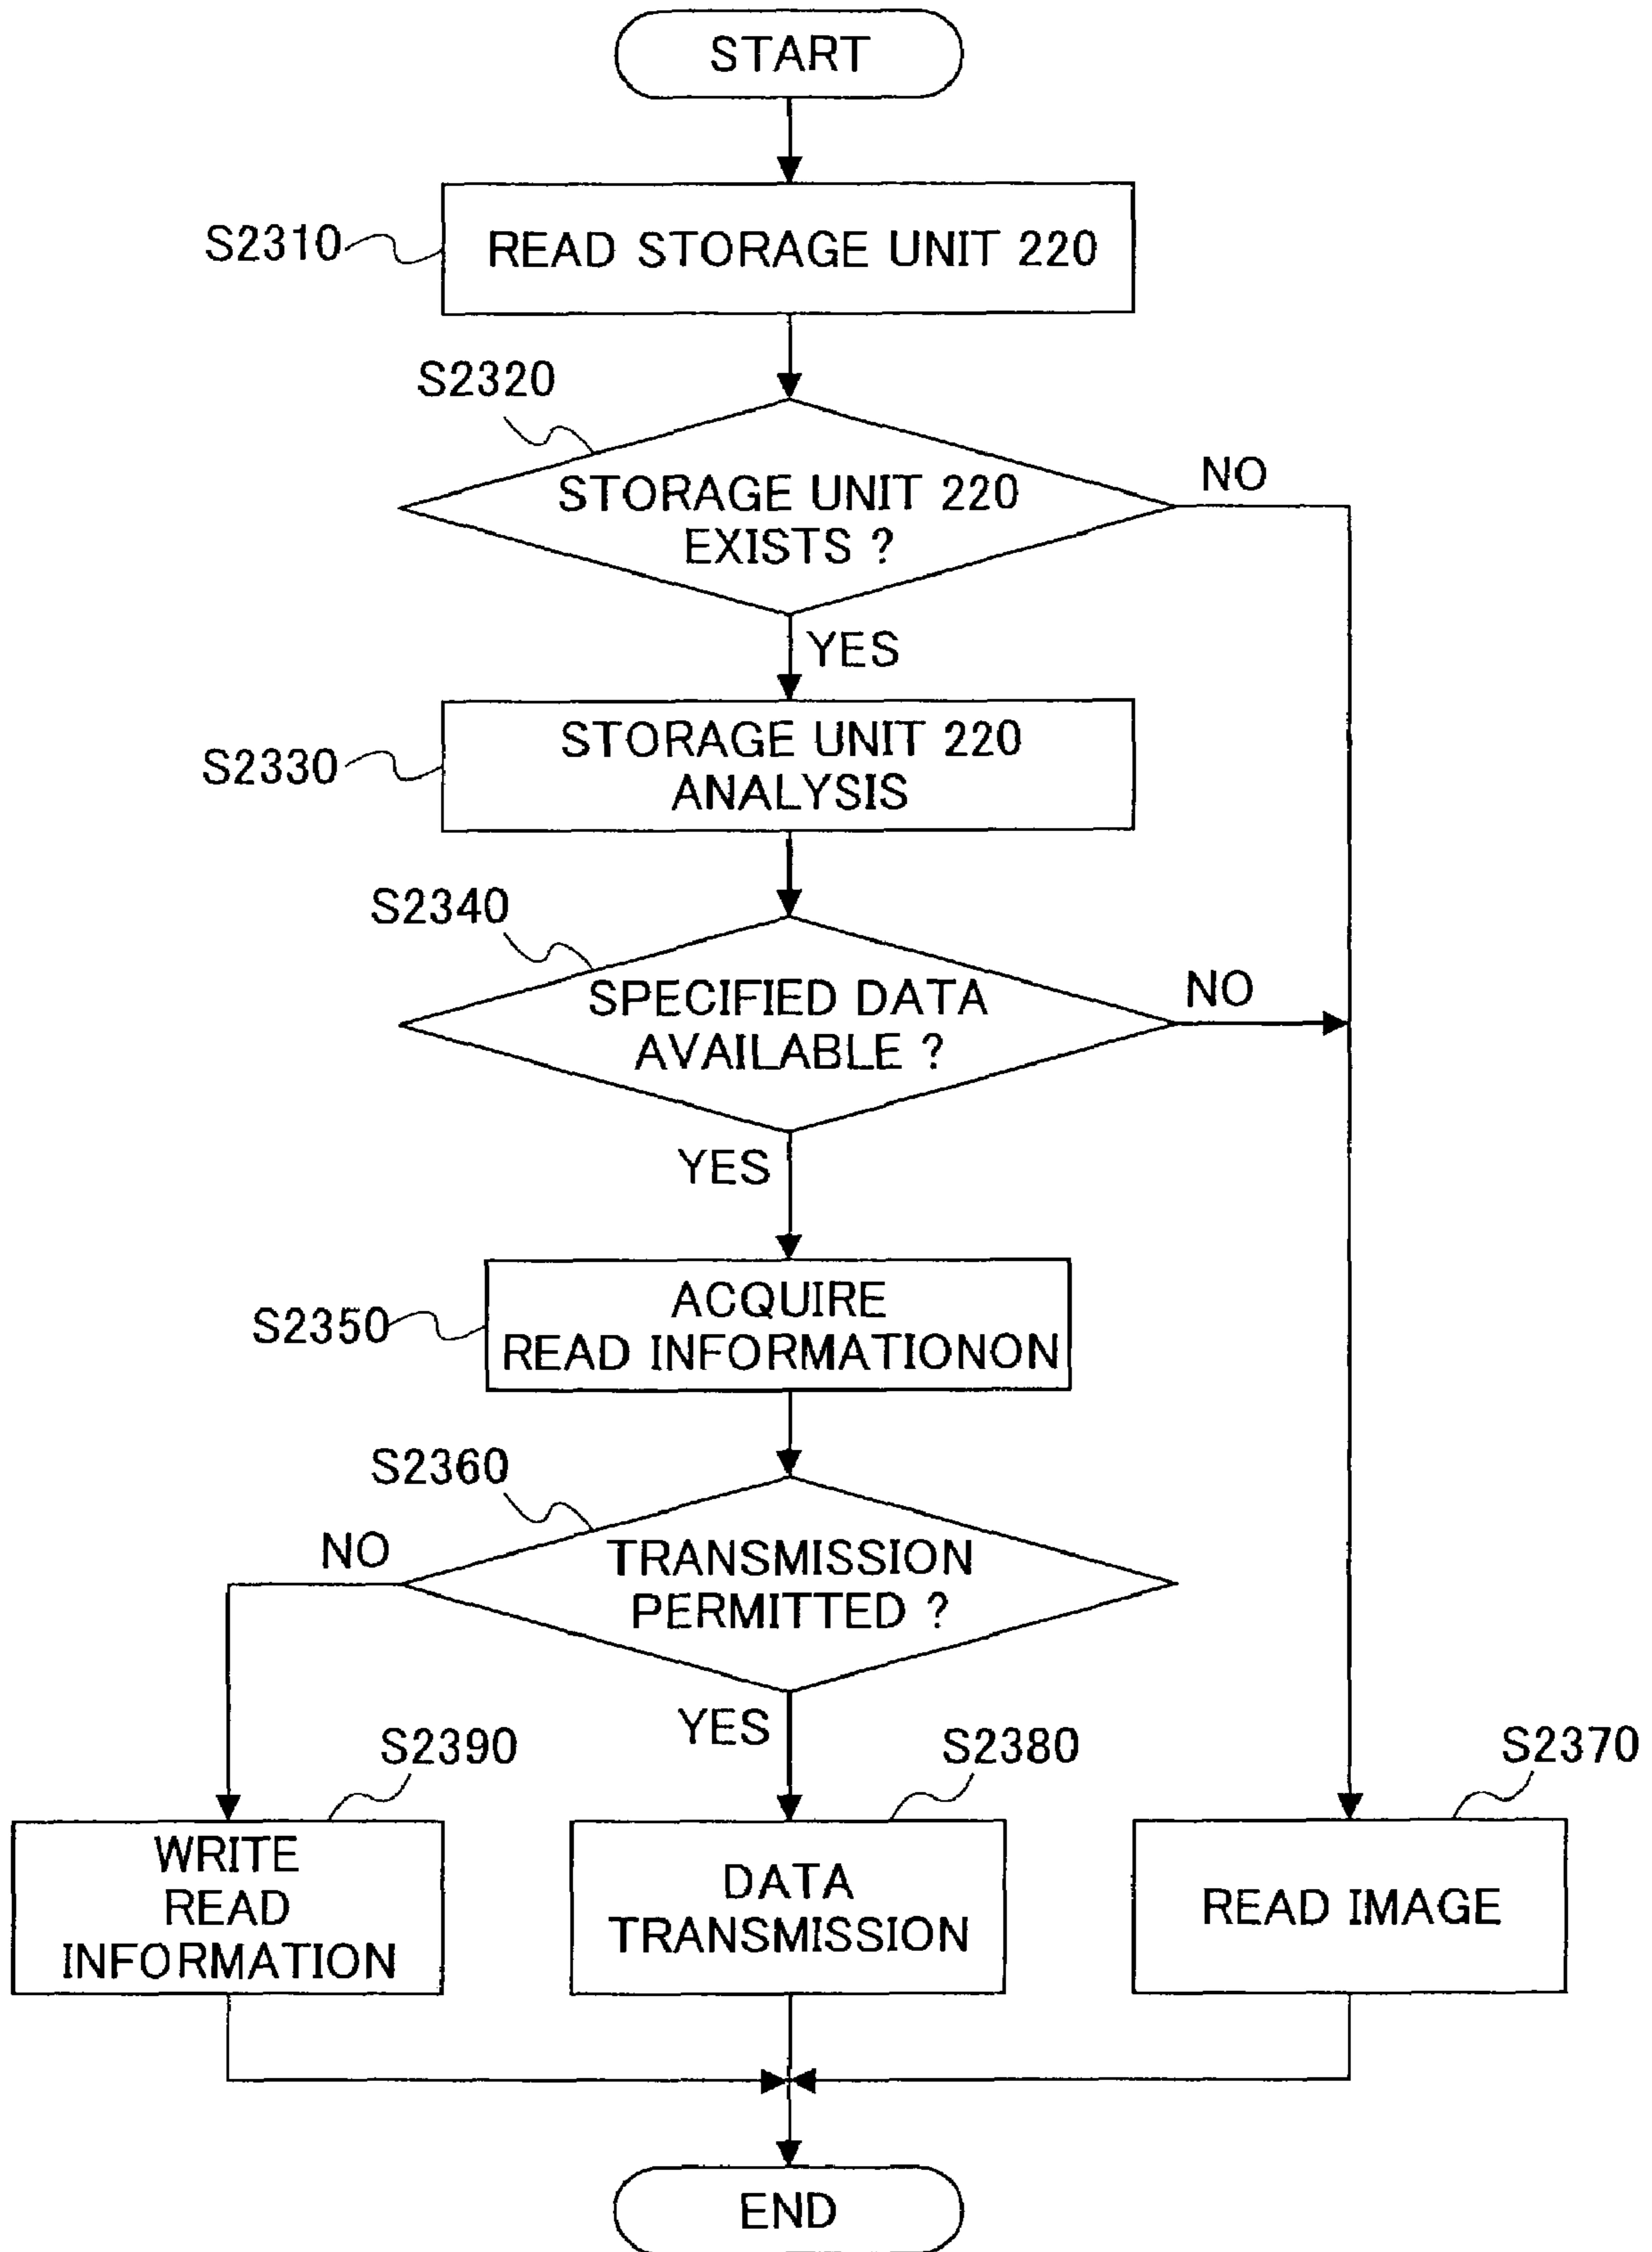 START
S2310
READ STORAGE UNIT 220
S2320
STORAGE UNIT 220
EXISTS ?
NO
YES
S2330
STORAGE UNIT 220
ANALYSIS
S2340
SPECIFIED DATA
AVAILABLE ?
NO
YES
S2350
ACQUIRE
READ INFORMATIONON
S2360
TRANSMISSION
PERMITTED ?
NO
YES
S2390
WRITE
READ
INFORMATION
S2380
DATA
TRANSMISSION
S2370
READ IMAGE
END